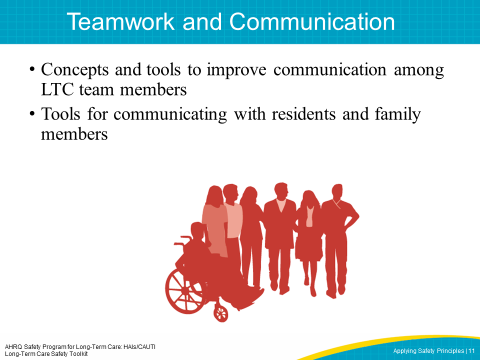 Teamwork and Communication
• Concepts and tools to improve communication among
LTC team members
• Tools for communicating with residents and family
members
AHRQ Safety Program for Long-Term Care: HAIs/CAUTI
Long-Term Care Safety Toolkit
Applying Safety Principles | 11